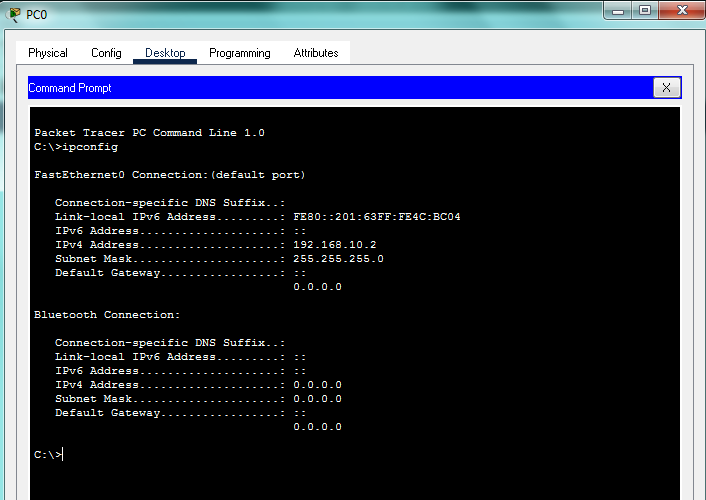 PC0
Physical Config Desktop Programming Attributes
Command Prompt X
Packet Tracer PC Command Line 1.0
C:\>ipconfig
FastEthernet0 Connection:(default port)
Connection-specific DNS Suffix..:
Link-local IPv6 Address.........: FE80::201:63FF:FE4C:BC04
IPv6 Address....................: ::
IPv4 Address....................: 192.168.10.2
Subnet Mask.....................: 255.255.255.0
Default Gateway.................: ::
0.0.0.0
Bluetooth Connection:
Connection-specific DNS Suffix..:
Link-local IPv6 Address.........: ::
IPv6 Address....................: ::
IPv4 Address....................: 0.0.0.0
Subnet Mask.....................: 0.0.0.0
Default Gateway.................: ::
0.0.0.0
C:\>